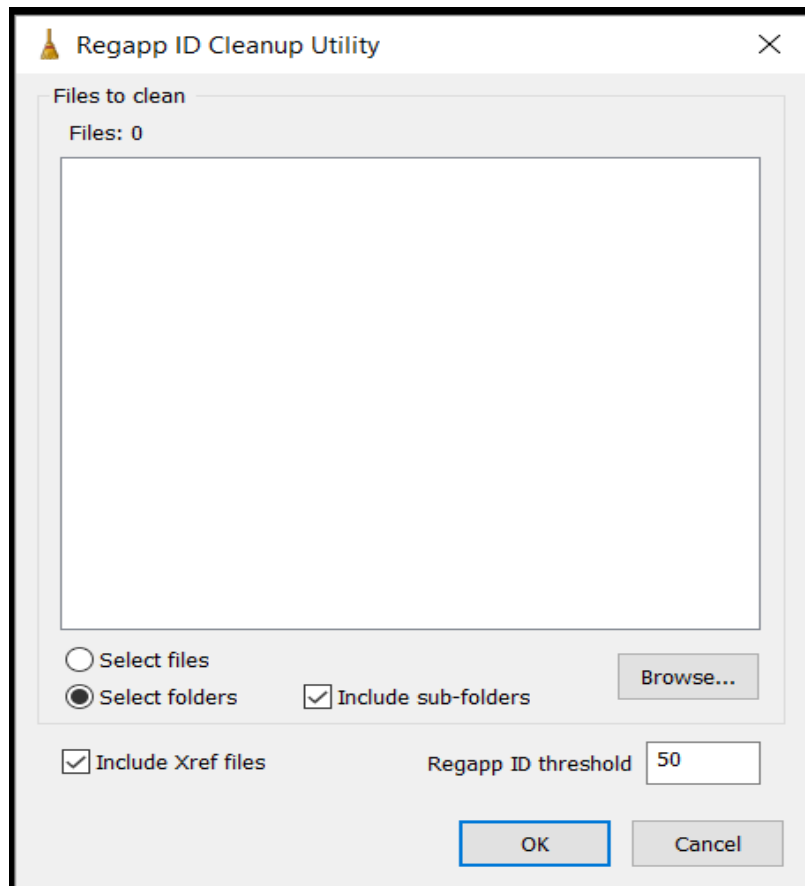 Regapp ID Cleanup Utility
Files to clean
Files: 0
Select files
Select folders
Include sub-folders
Browse...
Include Xref files
Regapp ID threshold
50
OK
Cancel